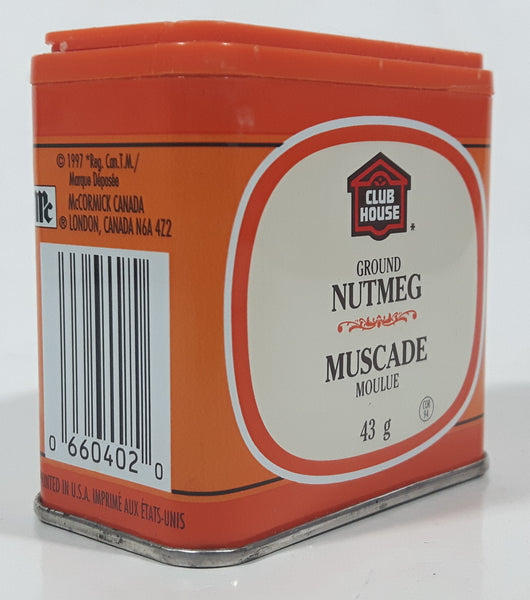 © 1997 *Reg. Can. T.M./
Marque Déposée
McCORMICK CANADA
® LONDON, CANADA N6A 4Z2
Mc
0 660402 0
PRINTED IN U.S.A. IMPRIMÉ AUX ÉTATS-UNIS
CLUB
HOUSE
*
GROUND
NUTMEG
MUSCADE
MOULUE
43 g